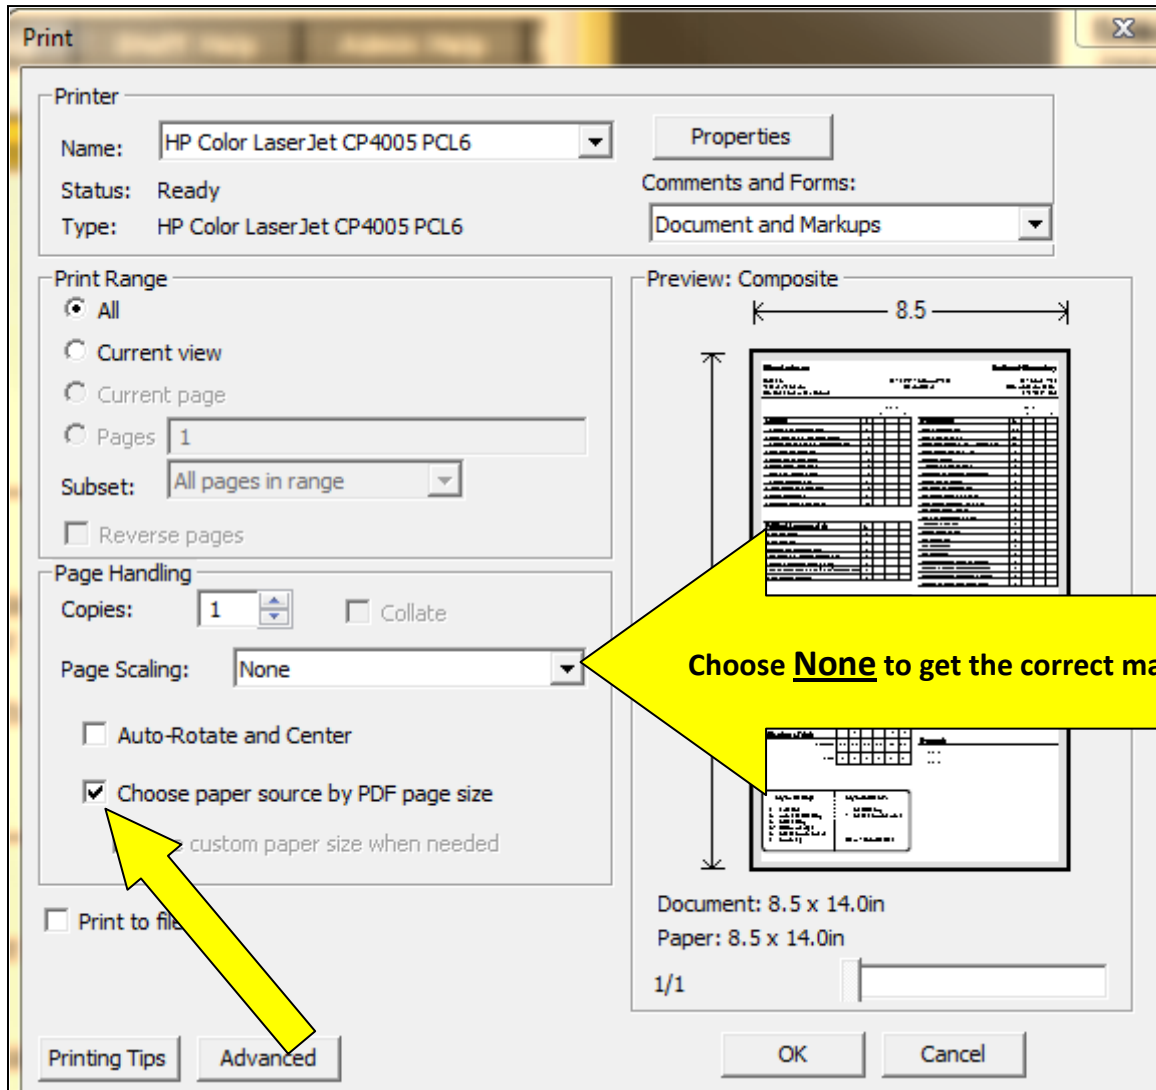 Print
Printer
Name: HP Color LaserJet CP4005 PCL6 Properties
Status: Ready Comments and Forms:
Type: HP Color LaserJet CP4005 PCL6 Document and Markups
Print Range
All
Current view
Current page
Pages 1
Subset: All pages in range
Reverse pages
Page Handling
Copies: 1 Collate
Page Scaling: None
Auto-Rotate and Center
Choose paper source by PDF page size
custom paper size when needed
Print to file
Printing Tips Advanced
Preview: Composite
8.5
Choose None to get the correct ma
Document: 8.5 x 14.0in
Paper: 8.5 x 14.0in
1/1
OK Cancel